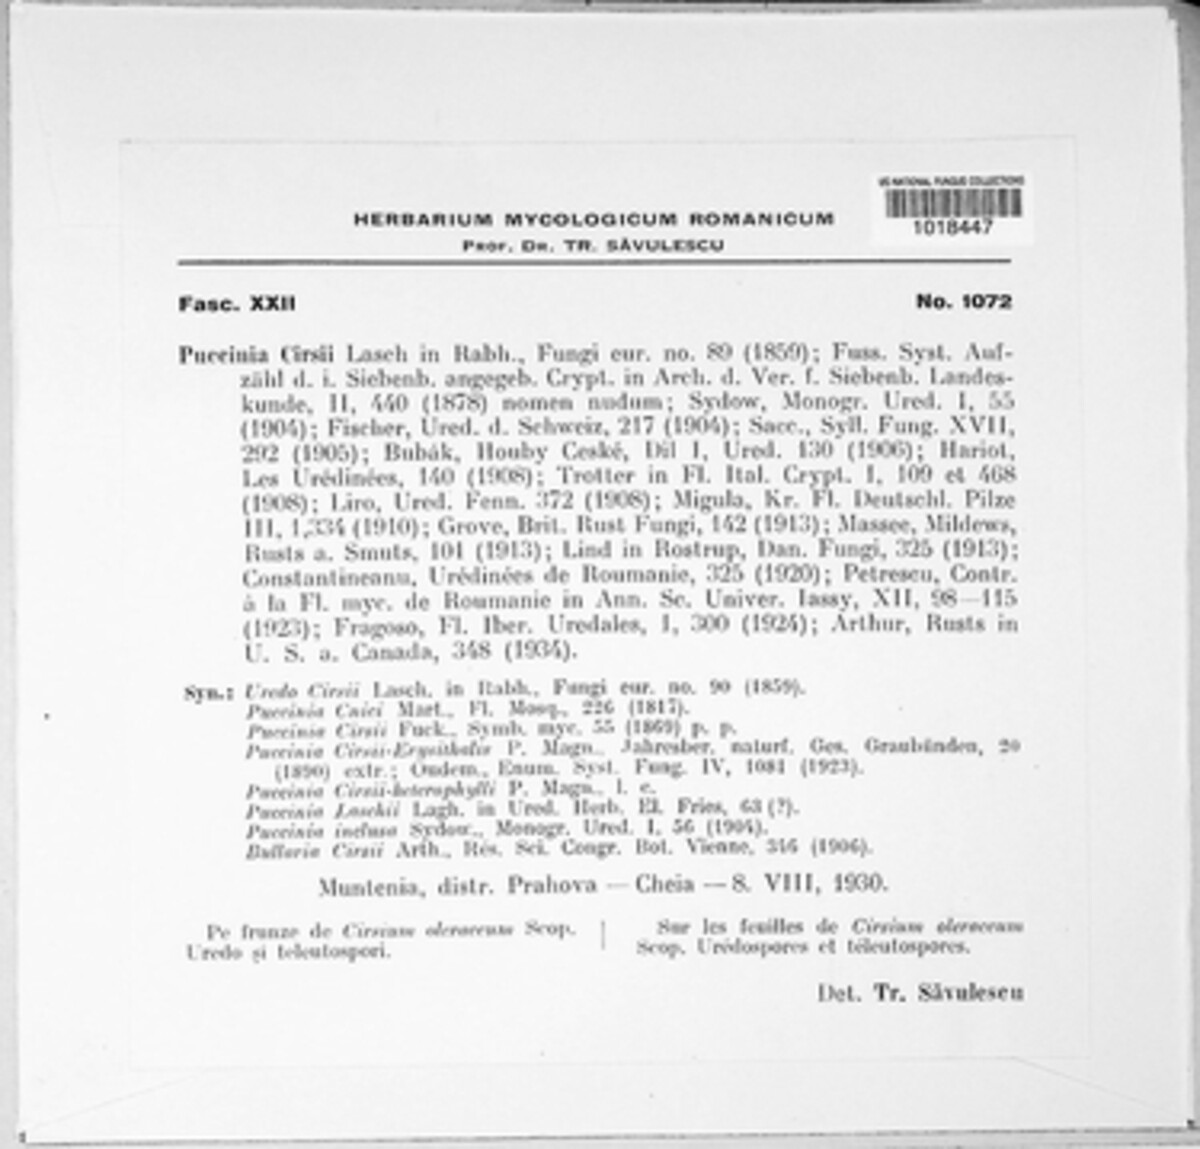 US NATIONAL FUNGUS COLLECTIONS
1018447
HERBARIUM MYCOLOGICUM ROMANICUM
PROF. DR. TR. SĂVULESCU
Fasc. XXII
No. 1072
Puccinia Cirsii Lasch in Rabh., Fungi eur. no. 89 (1859); Fuss. Syst. Auf-
zähl d. i. Siebenb. angegeb. Crypt. in Arch. d. Ver. f. Siebenb. Landes-
kunde, II, 440 (1878) nomen nudum; Sydow, Monogr. Ured. I, 55
(1904); Fischer, Ured. d. Schweiz, 217 (1904); Sacc., Syll. Fung. XVII,
292 (1905); Bubák, Houby Ceské, Dil I, Ured. 130 (1906); Hariot,
Les Urédinées, 140 (1908); Trotter in Fl. Ital. Crypt. I, 109 et 468
(1908); Liro, Ured. Fenn. 372 (1908); Migula, Kr. Fl. Deutschl. Pilze
III, 1,334 (1910); Grove, Brit. Rust Fungi, 142 (1913); Massee, Mildews,
Rusts a. Smuts, 101 (1913); Lind in Rostrup, Dan. Fungi, 325 (1913);
Constantineanu, Urédinées de Roumanie, 325 (1920); Petrescu, Contr.
à la Fl. myc. de Roumanie in Ann. Sc. Univer. Iassy, XII, 98—115
(1923); Fragoso, Fl. Iber. Uredales, I, 300 (1924); Arthur, Rusts in
U. S. a. Canada, 348 (1934).
Syn.: Uredo Cirsii Lasch. in Rabh., Fungi eur. no. 90 (1859).
Puccinia Cnici Mart., Fl. Mosq., 226 (1817).
Puccinia Cirsii Fuck., Symb. myc. 55 (1869) p. p.
Puccinia Cirsii-Erysithalis P. Magn., Jahresber. naturf. Ges. Graubünden, 20
(1890) extr.; Oudem., Enum. Syst. Fung. IV, 1081 (1923).
Puccinia Cirsii-heterophylli P. Magn., l. c.
Puccinia Laschii Lagh. in Ured. Herb. El. Fries, 63 (?).
Puccinia inclusa Sydow., Monogr. Ured. I, 56 (1904).
Bullaria Cirsii Arth., Rés. Sci. Congr. Bot. Vienne, 346 (1906).
Muntenia, distr. Prahova — Cheia — 8. VIII, 1930.
Pe frunze de Cirsium oleraceum Scop.
Uredo și teleutospori.
Sur les feuilles de Cirsium oleraceum
Scop. Urédospores et téleutospores.
Det. Tr. Săvulescu